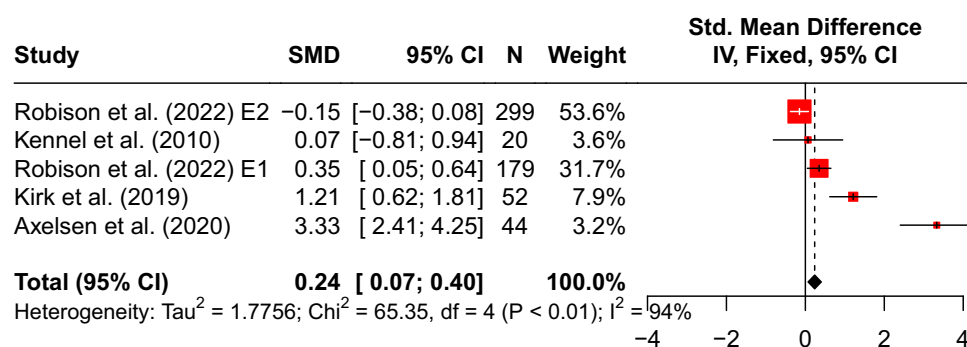 Std. Mean Difference
Study SMD 95% CI N Weight IV, Fixed, 95% CI
Robison et al. (2022) E2 −0.15 [−0.38; 0.08] 299 53.6%
Kennel et al. (2010) 0.07 [−0.81; 0.94] 20 3.6%
Robison et al. (2022) E1 0.35 [ 0.05; 0.64] 179 31.7%
Kirk et al. (2019) 1.21 [ 0.62; 1.81] 52 7.9%
Axelsen et al. (2020) 3.33 [ 2.41; 4.25] 44 3.2%
Total (95% CI) 0.24 [ 0.07; 0.40] 100.0%
Heterogeneity: Tau² = 1.7756; Chi² = 65.35, df = 4 (P < 0.01); I² = 94%
−4 −2 0 2 4